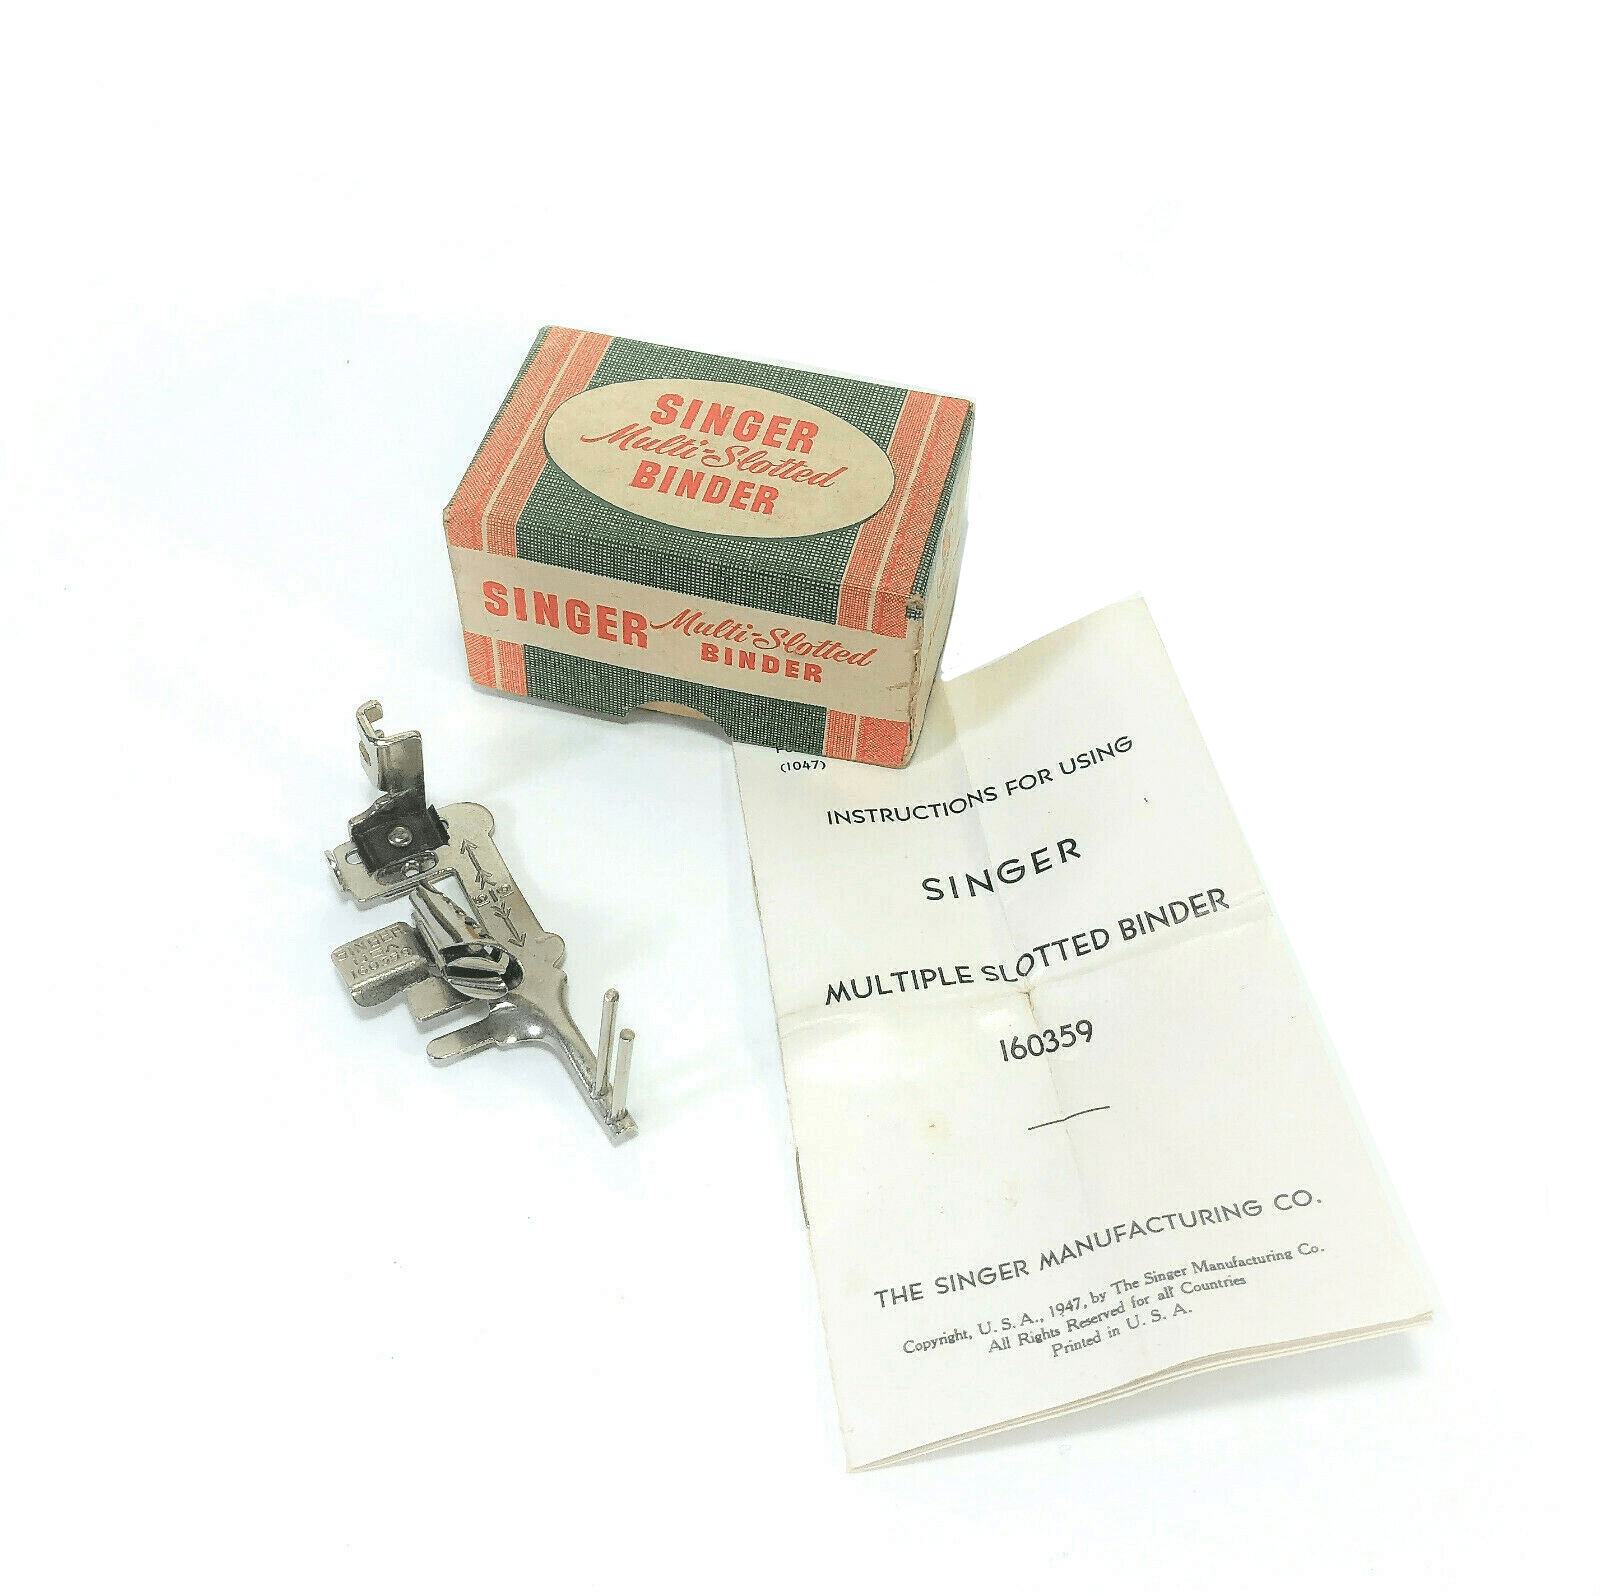 SINGER
Multi-Slotted
BINDER
SINGER Multi-Slotted
BINDER
(1047)
INSTRUCTIONS FOR USING
SINGER
MULTIPLE SLOTTED BINDER
160359
THE SINGER MANUFACTURING CO.
Copyright, U. S. A., 1947, by The Singer Manufacturing Co.
All Rights Reserved for all Countries
Printed in U. S. A.
SINGER